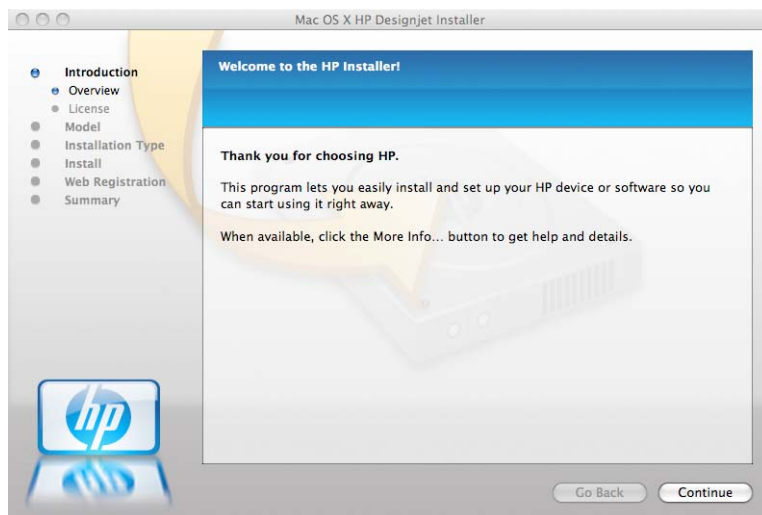 Mac OS X HP Designjet Installer
Introduction
Overview
License
Model
Installation Type
Install
Web Registration
Summary
Welcome to the HP Installer!
Thank you for choosing HP.
This program lets you easily install and set up your HP device or software so you
can start using it right away.
When available, click the More Info... button to get help and details.
hp
Go Back
Continue